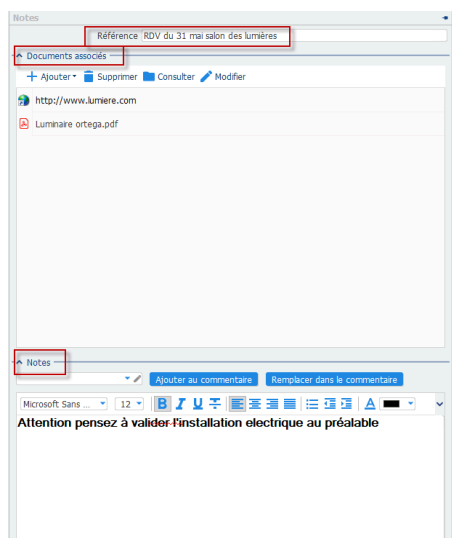 Notes
Référence RDV du 31 mai salon des lumières
Documents associés
Ajouter Supprimer Consulter Modifier
http://www.lumiere.com
Luminaire ortega.pdf
Notes
Ajouter au commentaire Remplacer dans le commentaire
Microsoft Sans ... 12 B I U T A
Attention pensez à valider l'installation electrique au préalable